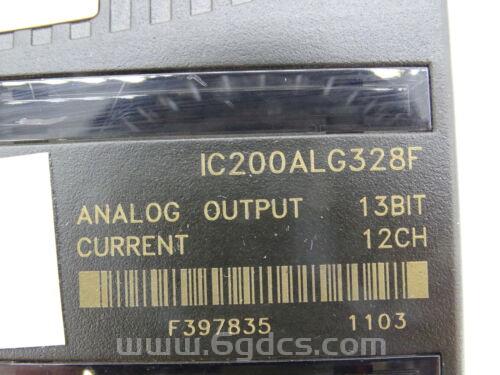 IC200ALG328F
ANALOG OUTPUT 13BIT
CURRENT 12CH
F397835 1103
www.6gdcs.com